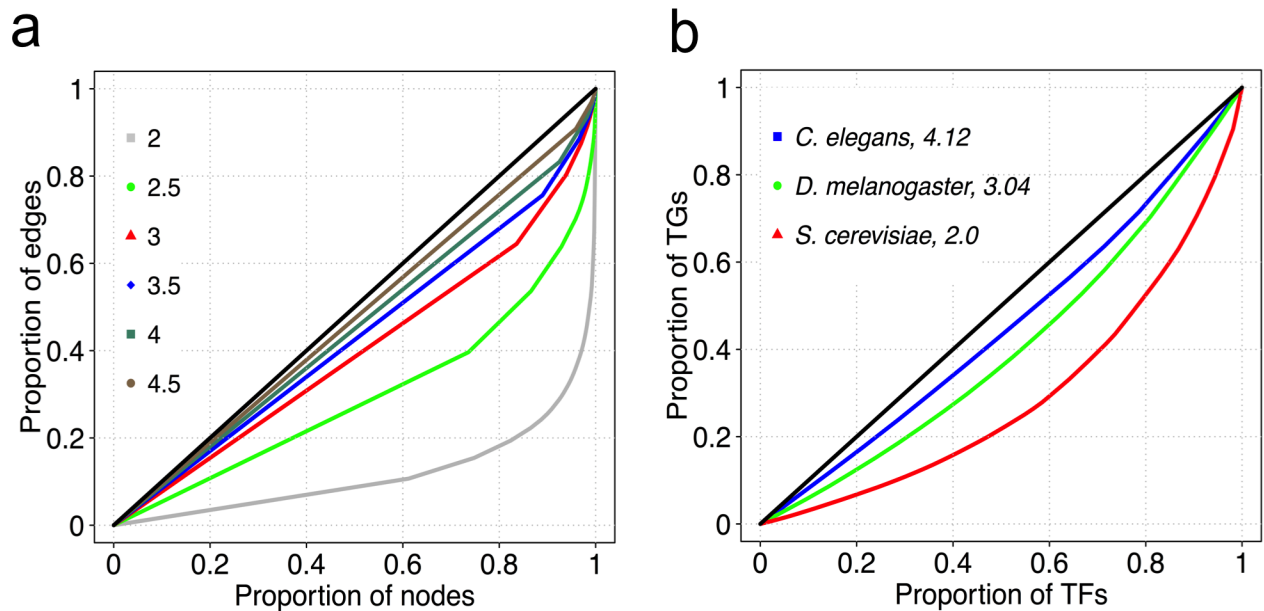 a
Proportion of edges
1
0.8
0.6
0.4
0.2
0
2
2.5
3
3.5
4
4.5
0 0.2 0.4 0.6 0.8 1
Proportion of nodes
b
Proportion of TGs
1
0.8
0.6
0.4
0.2
0
C. elegans, 4.12
D. melanogaster, 3.04
S. cerevisiae, 2.0
0 0.2 0.4 0.6 0.8 1
Proportion of TFs